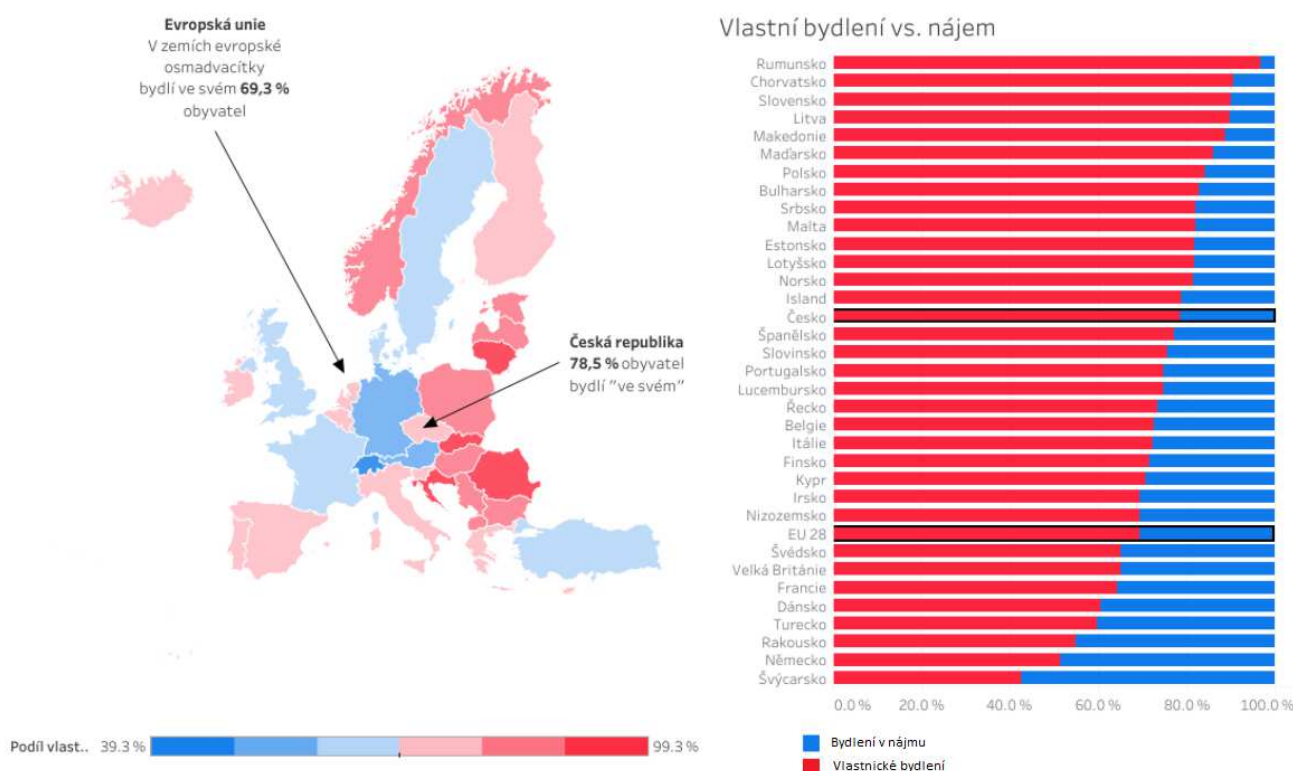 Evropská unie
V zemích evropské
osmadvacítky
bydlí ve svém 69,3 %
obyvatel
Česká republika
78,5 % obyvatel
bydlí "ve svém"
Podíl vlast.. 39.3 % 99.3 %
Vlastní bydlení vs. nájem
Rumunsko
Chorvatsko
Slovensko
Litva
Makedonie
Maďarsko
Polsko
Bulharsko
Srbsko
Malta
Estonsko
Lotyšsko
Norsko
Island
Česko
Španělsko
Slovinsko
Portugalsko
Lucembursko
Řecko
Belgie
Itálie
Finsko
Kypr
Irsko
Nizozemsko
EU 28
Švédsko
Velká Británie
Francie
Dánsko
Turecko
Rakousko
Německo
Švýcarsko
0.0 % 20.0 % 40.0 % 60.0 % 80.0 % 100.0 %
Bydlení v nájmu
Vlastnické bydlení